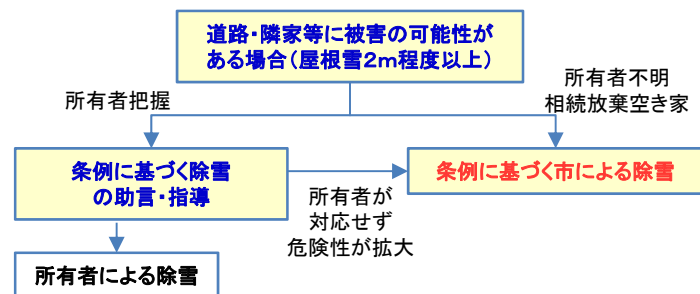 道路・隣家等に被害の可能性が
ある場合（屋根雪2m程度以上）
所有者把握
所有者不明
相続放棄空き家
条例に基づく除雪
の助言・指導
条例に基づく市による除雪
所有者が
対応せず
危険性が拡大
所有者による除雪